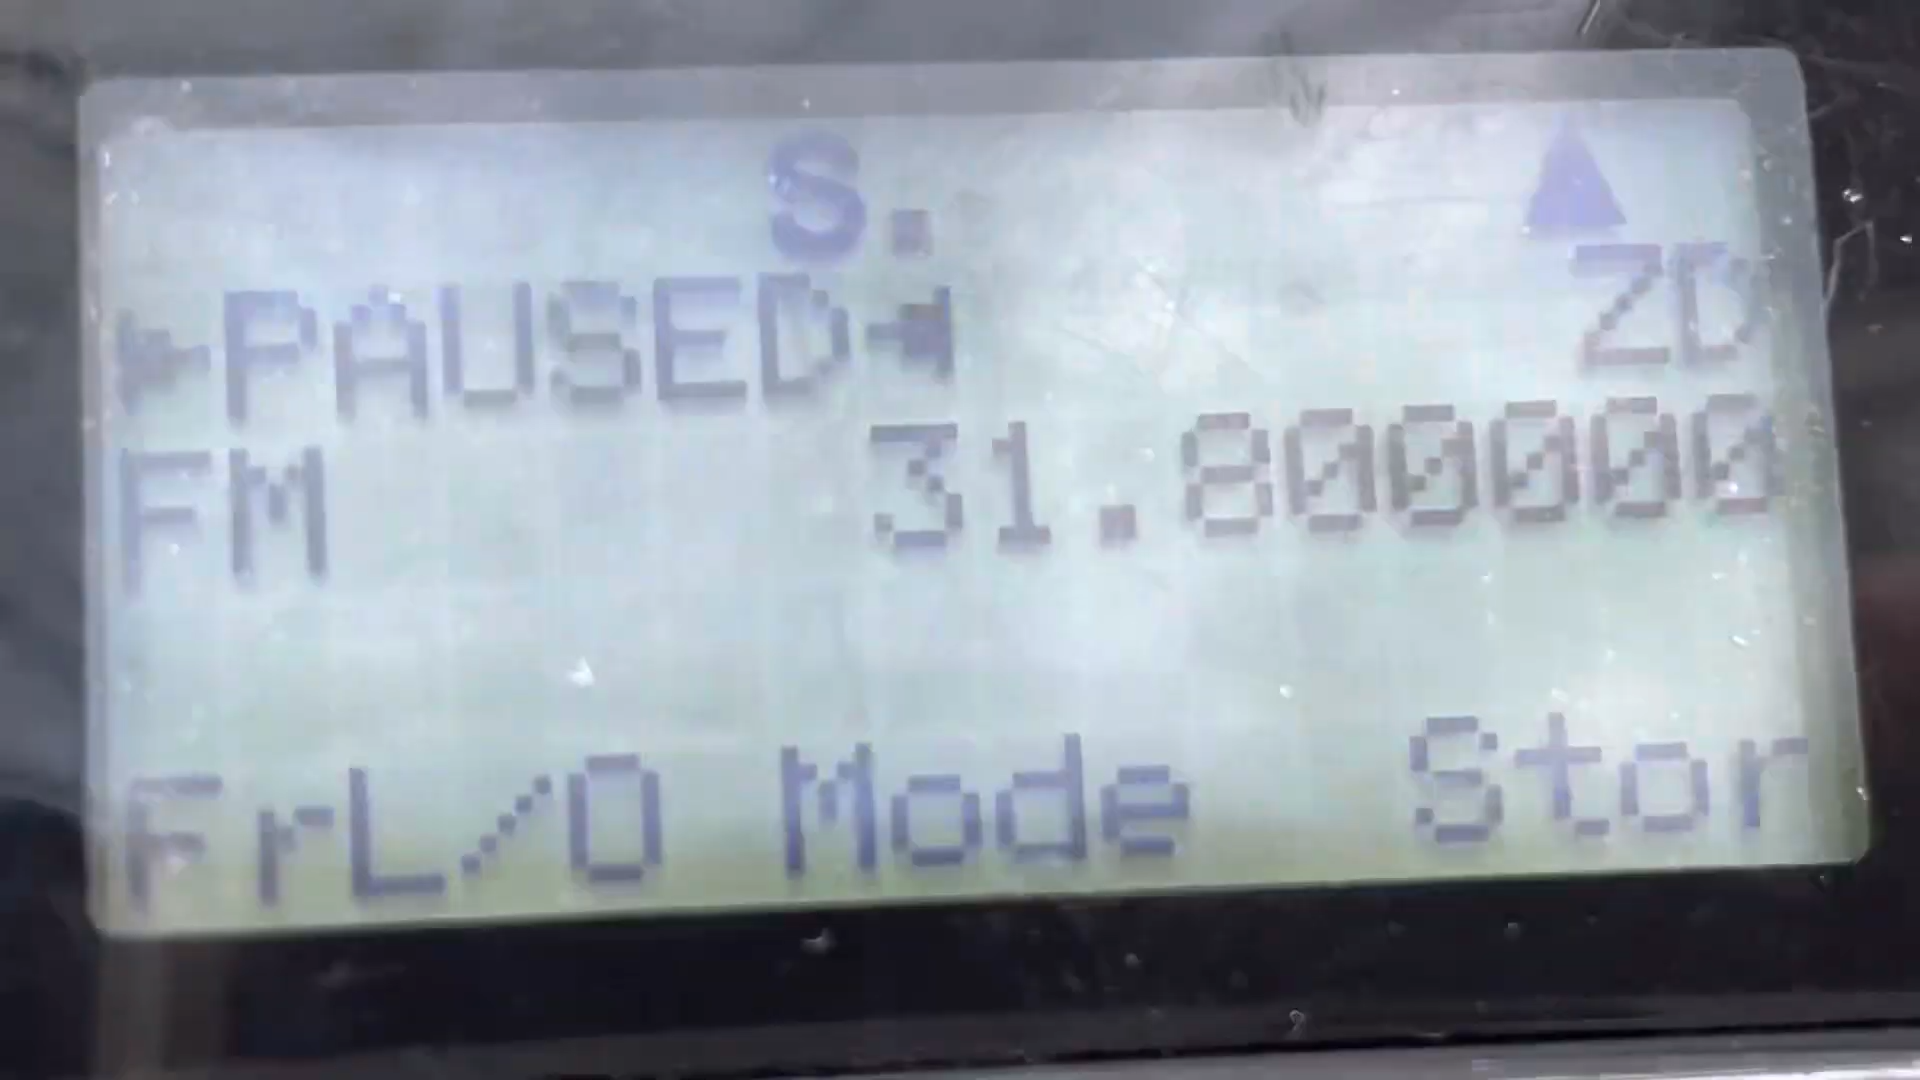 S. ▲
►PAUSED◄ ZD
FM 31.800000
FrL/O Mode Stor